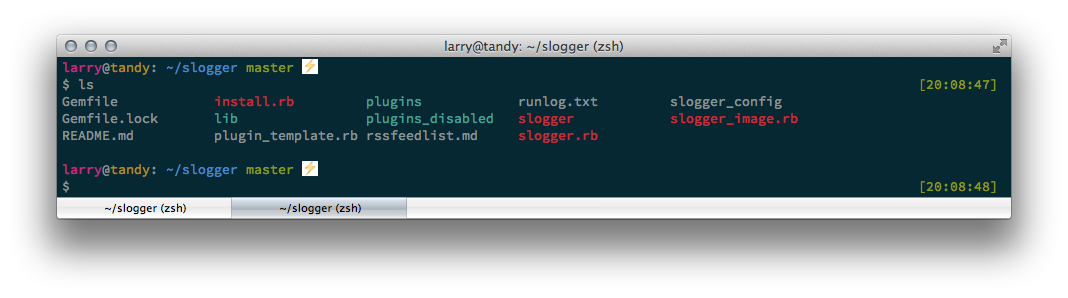 larry@tandy: ~/slogger (zsh)
larry@tandy: ~/slogger master ⚡
$ ls [20:08:47]
Gemfile install.rb plugins runlog.txt slogger_config
Gemfile.lock lib plugins_disabled slogger slogger_image.rb
README.md plugin_template.rb rssfeedlist.md slogger.rb
larry@tandy: ~/slogger master ⚡
$ [20:08:48]
~/slogger (zsh) ~/slogger (zsh)